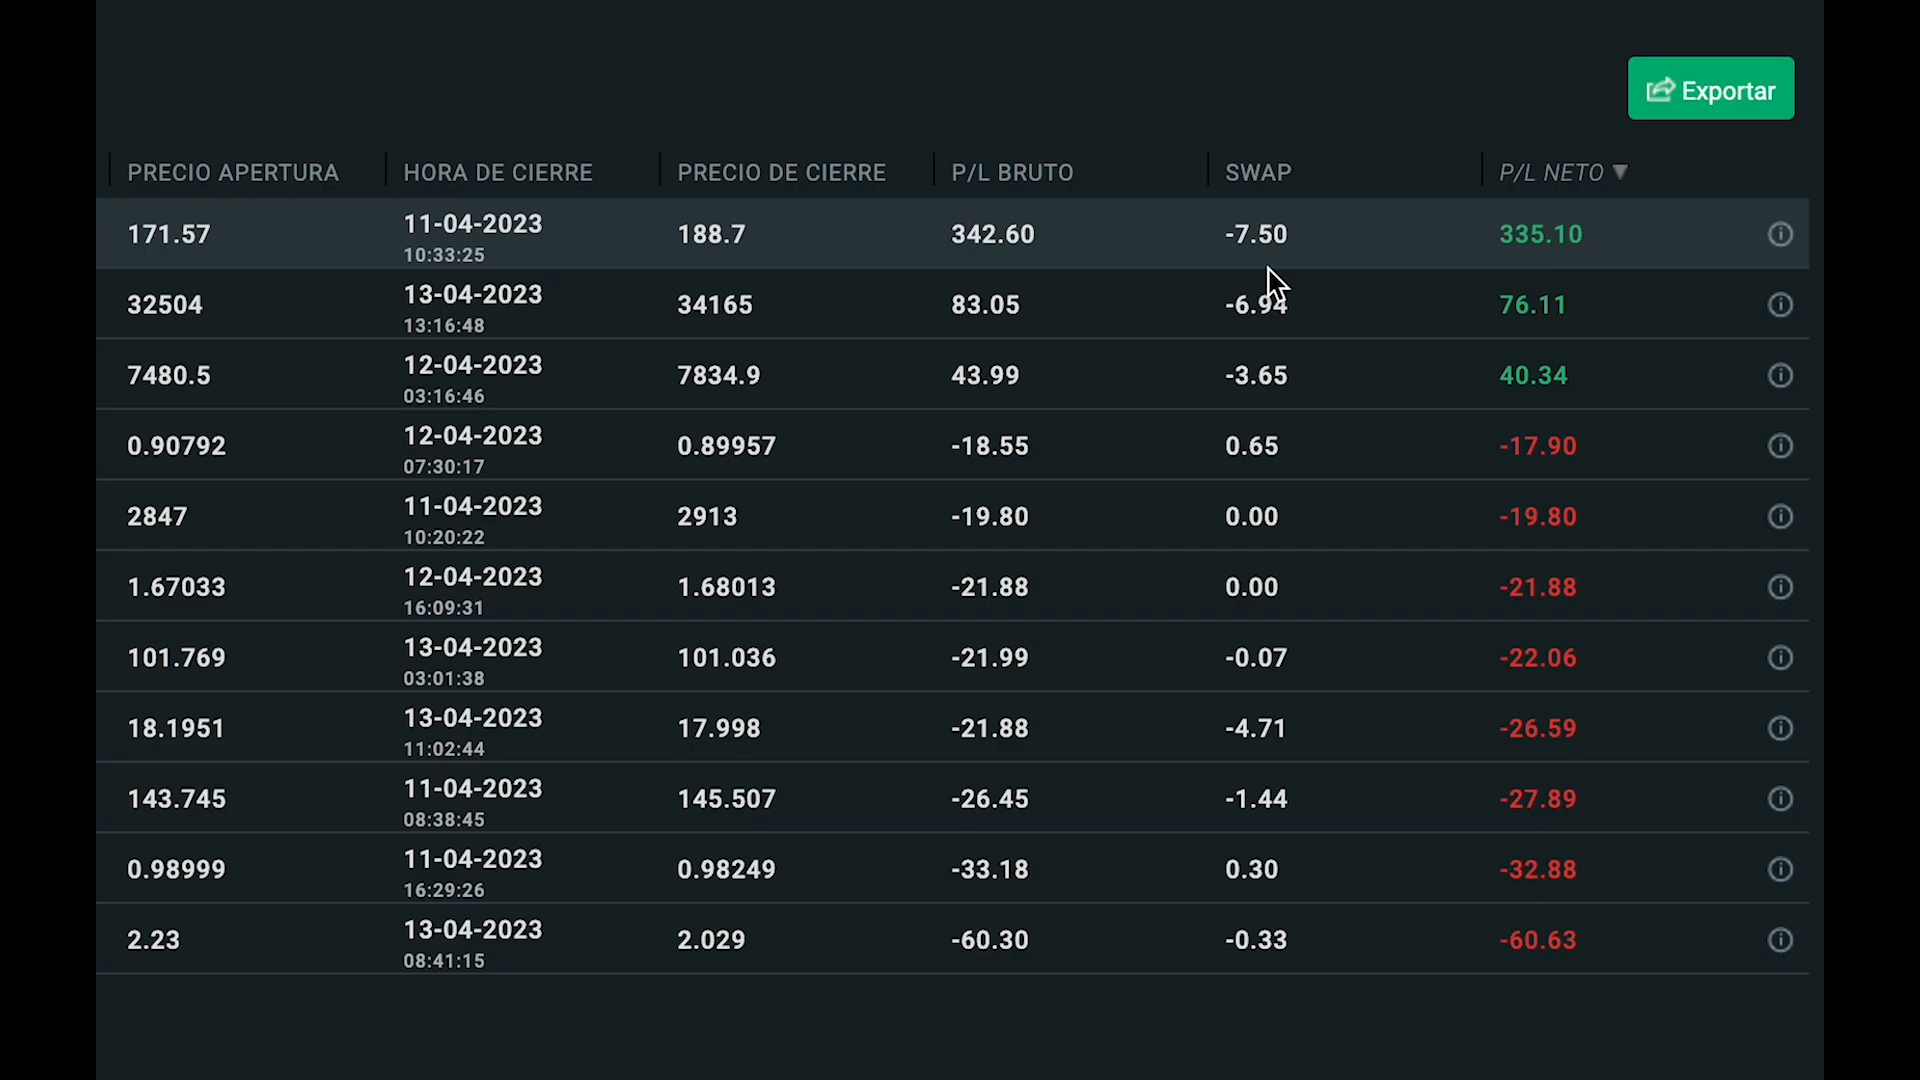 Exportar
PRECIO APERTURA HORA DE CIERRE PRECIO DE CIERRE P/L BRUTO SWAP P/L NETO ▼
171.57 11-04-2023 10:33:25 188.7 342.60 -7.50 335.10
32504 13-04-2023 13:16:48 34165 83.05 -6.94 76.11
7480.5 12-04-2023 03:16:46 7834.9 43.99 -3.65 40.34
0.90792 12-04-2023 07:30:17 0.89957 -18.55 0.65 -17.90
2847 11-04-2023 10:20:22 2913 -19.80 0.00 -19.80
1.67033 12-04-2023 16:09:31 1.68013 -21.88 0.00 -21.88
101.769 13-04-2023 03:01:38 101.036 -21.99 -0.07 -22.06
18.1951 13-04-2023 11:02:44 17.998 -21.88 -4.71 -26.59
143.745 11-04-2023 08:38:45 145.507 -26.45 -1.44 -27.89
0.98999 11-04-2023 16:29:26 0.98249 -33.18 0.30 -32.88
2.23 13-04-2023 08:41:15 2.029 -60.30 -0.33 -60.63